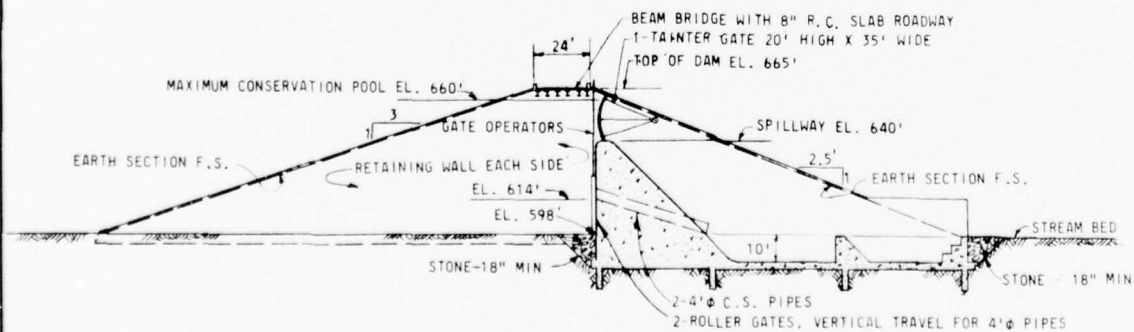 BEAM BRIDGE WITH 8" R.C. SLAB ROADWAY
1-TAINTER GATE 20' HIGH X 35' WIDE
24'
TOP OF DAM EL. 665'
MAXIMUM CONSERVATION POOL EL. 660'
3
1
GATE OPERATORS
SPILLWAY EL. 640'
EARTH SECTION F.S.
RETAINING WALL EACH SIDE
2.5'
1
EARTH SECTION F.S.
EL. 614'
EL. 598'
STREAM BED
10'
STONE-18" MIN
STONE - 18" MIN
2-4'φ C.S. PIPES
2-ROLLER GATES, VERTICAL TRAVEL FOR 4'φ PIPES